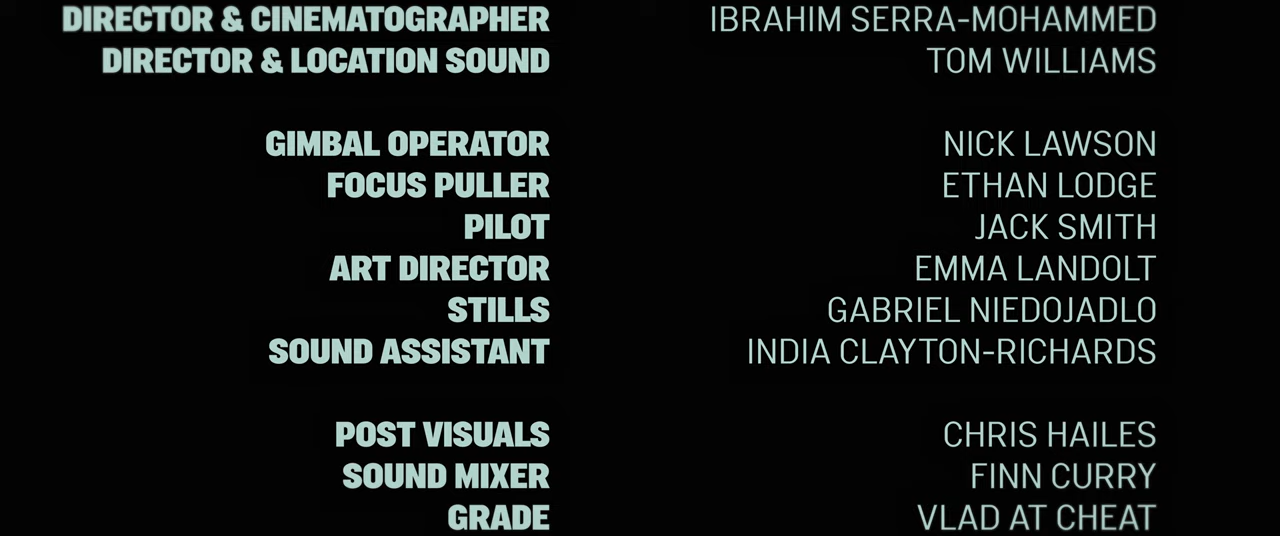 DIRECTOR & CINEMATOGRAPHER IBRAHIM SERRA-MOHAMMED
DIRECTOR & LOCATION SOUND TOM WILLIAMS
GIMBAL OPERATOR NICK LAWSON
FOCUS PULLER ETHAN LODGE
PILOT JACK SMITH
ART DIRECTOR EMMA LANDOLT
STILLS GABRIEL NIEDOJADLO
SOUND ASSISTANT INDIA CLAYTON-RICHARDS
POST VISUALS CHRIS HAILES
SOUND MIXER FINN CURRY
GRADE VLAD AT CHEAT